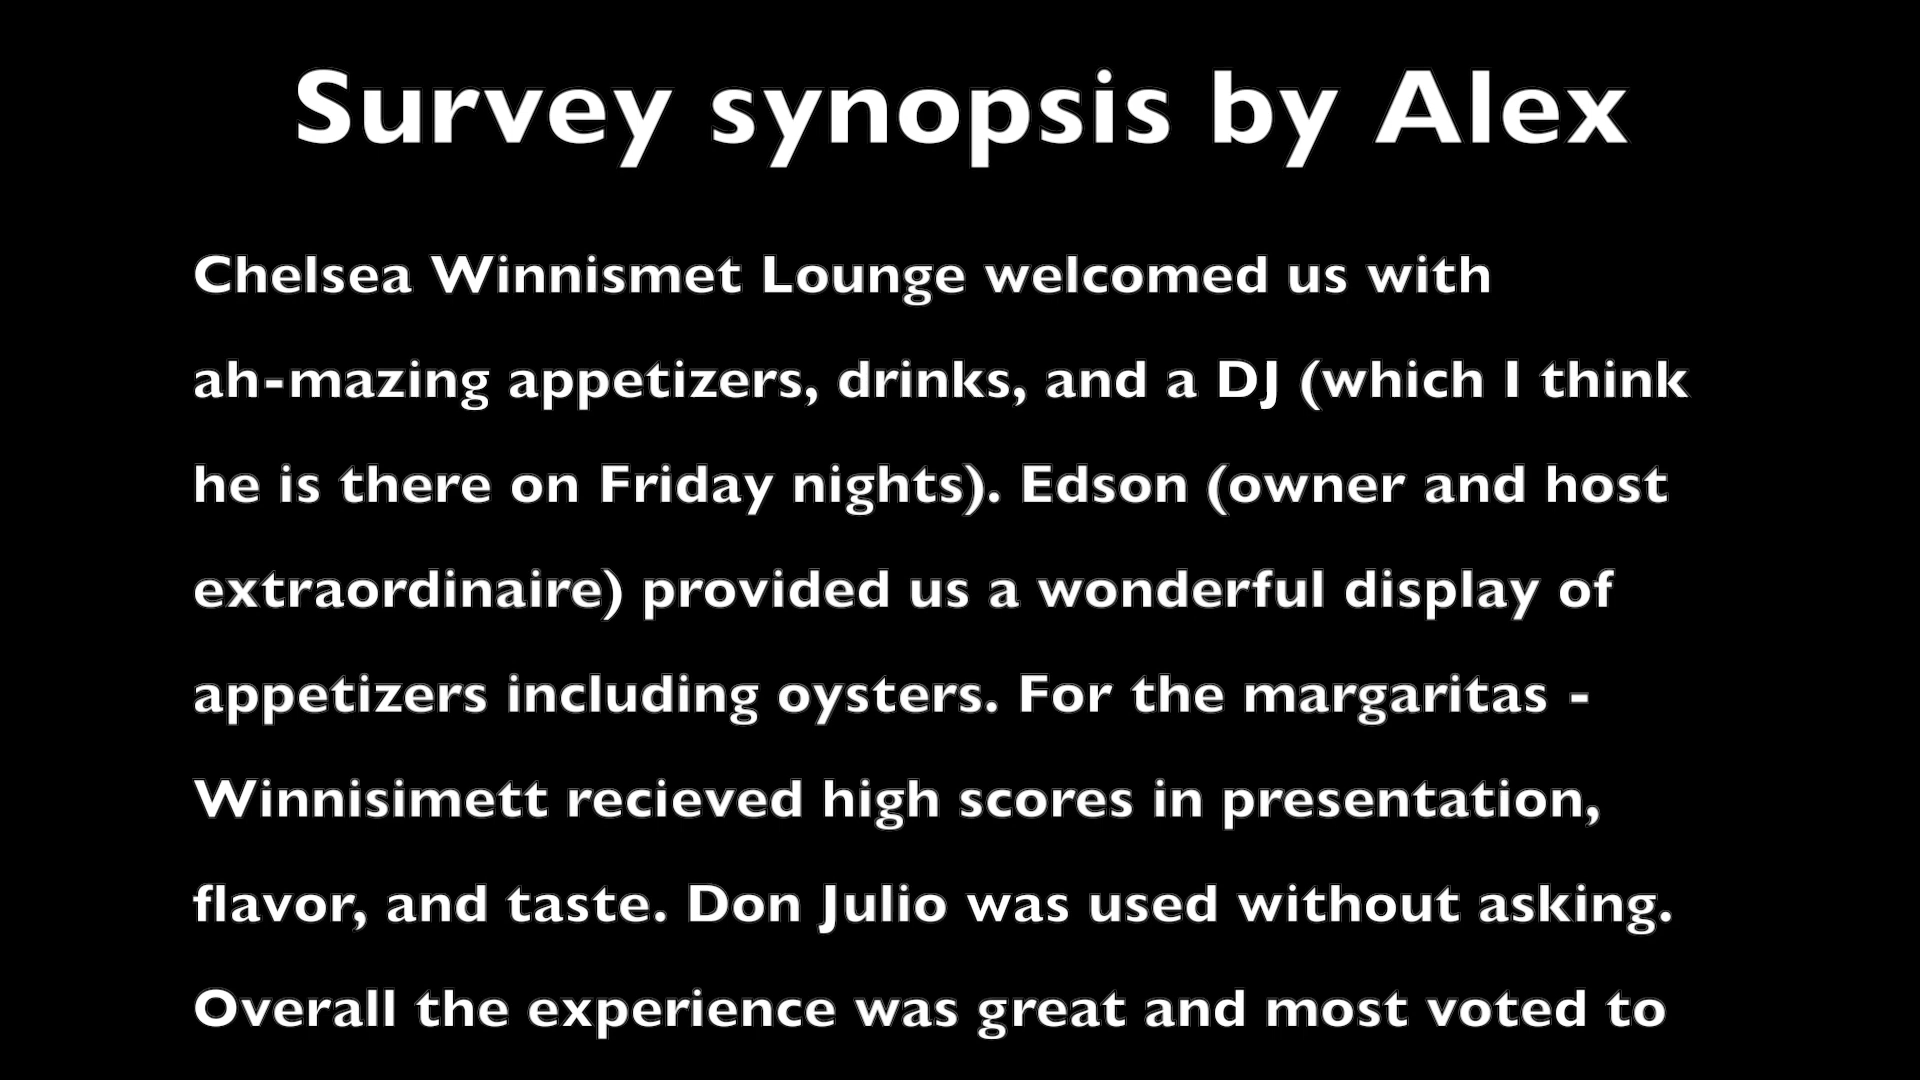 Survey synopsis by Alex
Chelsea Winnismet Lounge welcomed us with
ah-mazing appetizers, drinks, and a DJ (which I think
he is there on Friday nights). Edson (owner and host
extraordinaire) provided us a wonderful display of
appetizers including oysters. For the margaritas -
Winnisimett recieved high scores in presentation,
flavor, and taste. Don Julio was used without asking.
Overall the experience was great and most voted to